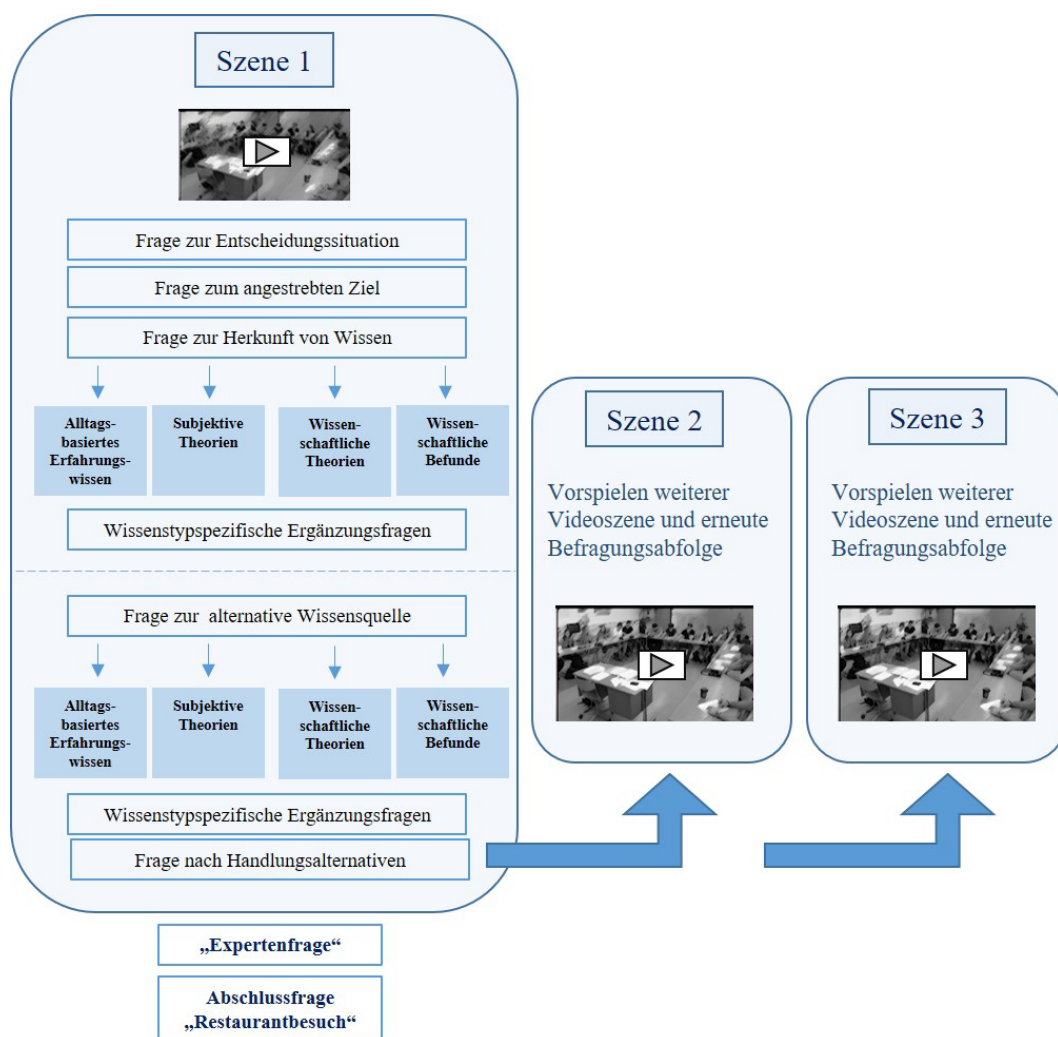 Szene 1
Frage zur Entscheidungssituation
Frage zum angestrebten Ziel
Frage zur Herkunft von Wissen
Alltags-
basiertes
Erfahrungs-
wissen
Subjektive
Theorien
Wissen-
schaftliche
Theorien
Wissen-
schaftliche
Befunde
Wissenstypspezifische Ergänzungsfragen
Frage zur  alternative Wissensquelle
Alltags-
basiertes
Erfahrungs-
wissen
Subjektive
Theorien
Wissen-
schaftliche
Theorien
Wissen-
schaftliche
Befunde
Wissenstypspezifische Ergänzungsfragen
Frage nach Handlungsalternativen
„Expertenfrage“
Abschlussfrage
„Restaurantbesuch“
Szene 2
Vorspielen weiterer
Videoszene und erneute
Befragungsabfolge
Szene 3
Vorspielen weiterer
Videoszene und erneute
Befragungsabfolge